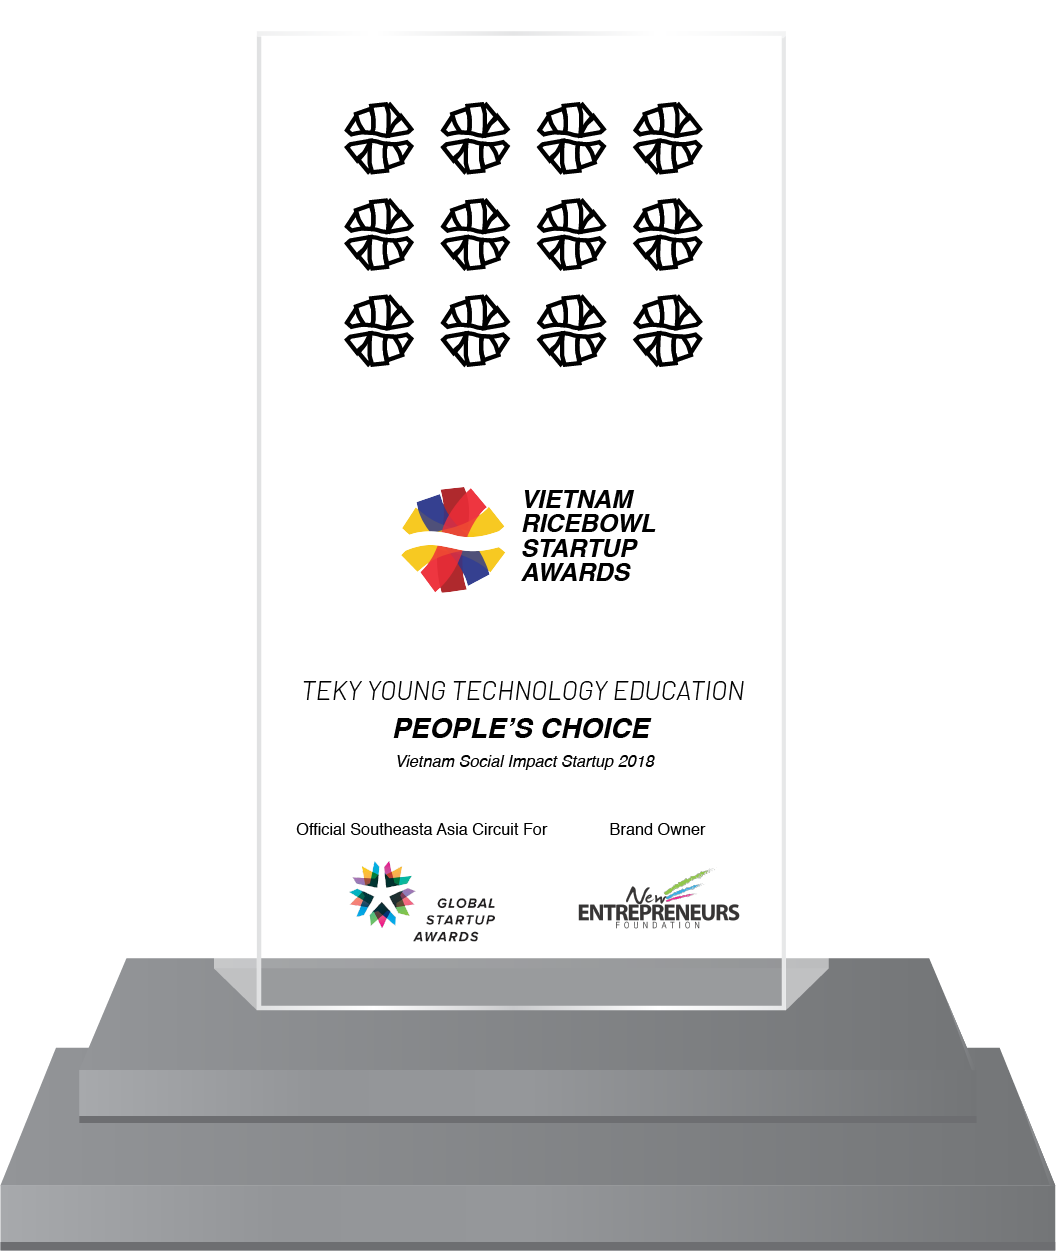 VIETNAM
RICEBOWL
STARTUP
AWARDS
TEKY YOUNG TECHNOLOGY EDUCATION
PEOPLE'S CHOICE
Vietnam Social Impact Startup 2018
Official Southeasta Asia Circuit For
Brand Owner
GLOBAL
STARTUP
AWARDS
New
ENTREPRENEURS
FOUNDATION